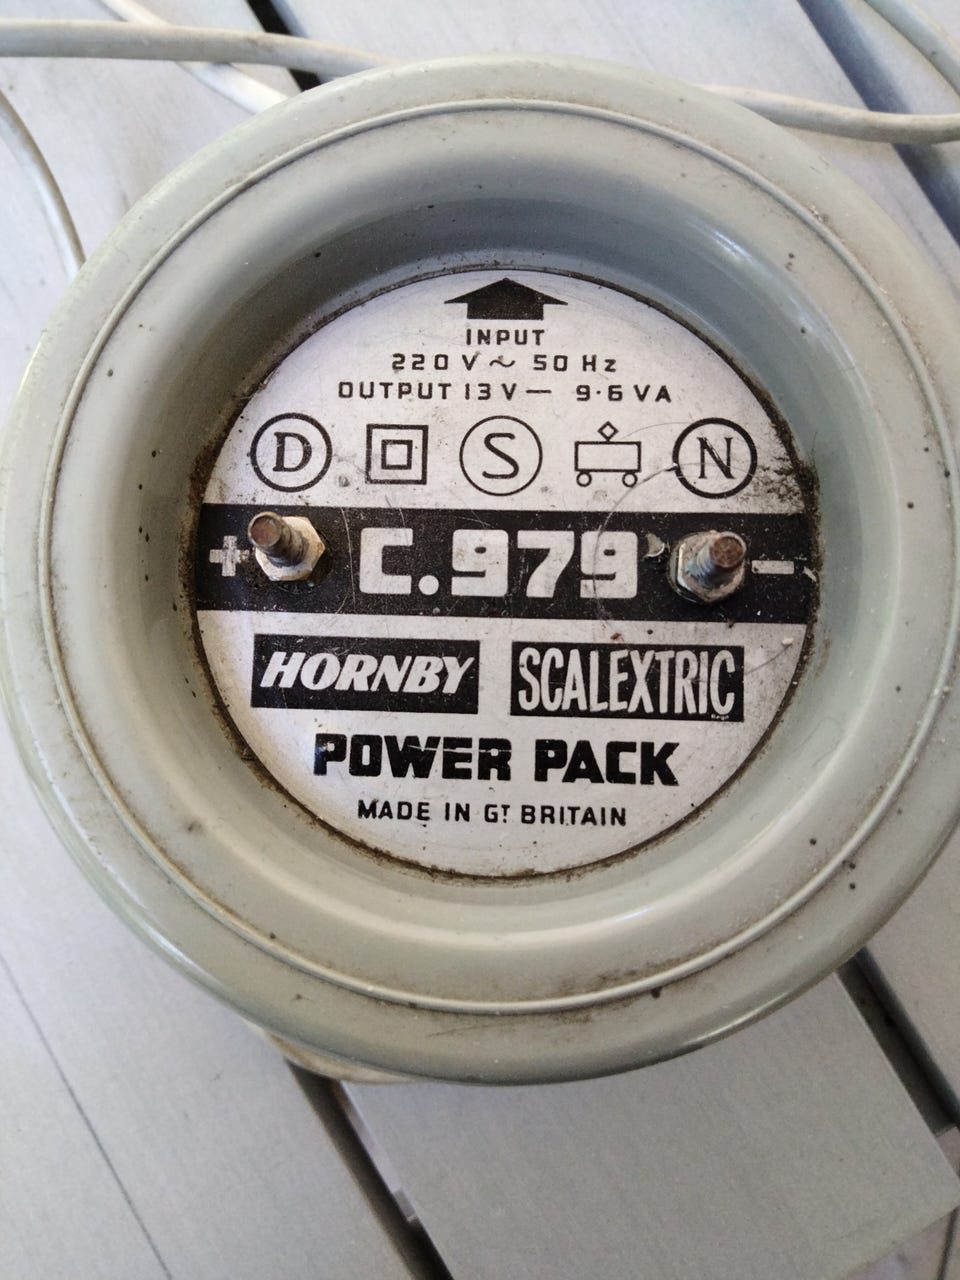 INPUT
220 V ~ 50 Hz
OUTPUT 13 V — 9·6 VA
D S N
+ C.979 -
HORNBY SCALEXTRIC
POWER PACK
MADE IN GT BRITAIN